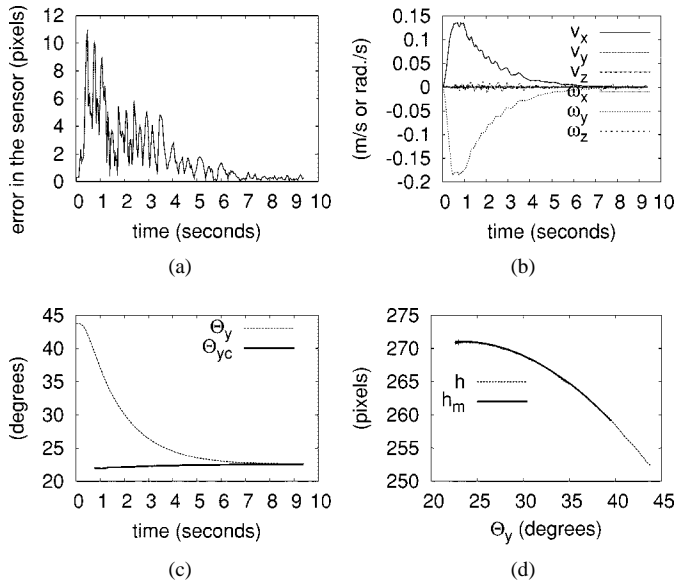 error in the sensor (pixels)
12
10
8
6
4
2
0
0 1 2 3 4 5 6 7 8 9 10
time (seconds)
(a)
(m/s or rad./s)
0.15
0.1
0.05
0
-0.05
-0.1
-0.15
-0.2
v_x
v_y
v_z
ω_x
ω_y
ω_z
0 1 2 3 4 5 6 7 8 9 10
time (seconds)
(b)
(degrees)
45
40
35
30
25
20
Θ_y
Θ_yc
0 1 2 3 4 5 6 7 8 9 10
time (seconds)
(c)
(pixels)
275
270
265
260
255
250
h
h_m
20 25 30 35 40 45
Θ_y (degrees)
(d)